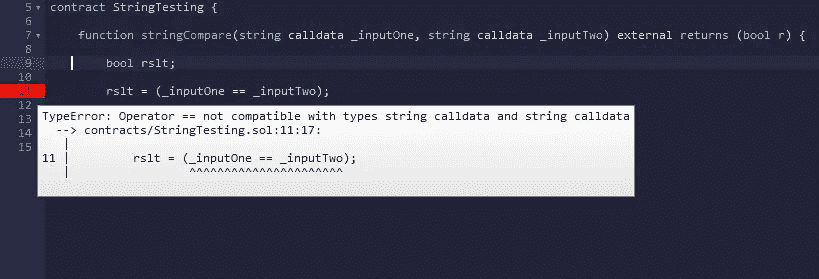 5 contract StringTesting {
6
7 function stringCompare(string calldata _inputOne, string calldata _inputTwo) external returns (bool r) {
8
9 bool rslt;
10
11 rslt = (_inputOne == _inputTwo);
12
13
14
15
TypeError: Operator == not compatible with types string calldata and string calldata
--> contracts/StringTesting.sol:11:17:
|
11 | rslt = (_inputOne == _inputTwo);
| ^^^^^^^^^^^^^^^^^^^^^^